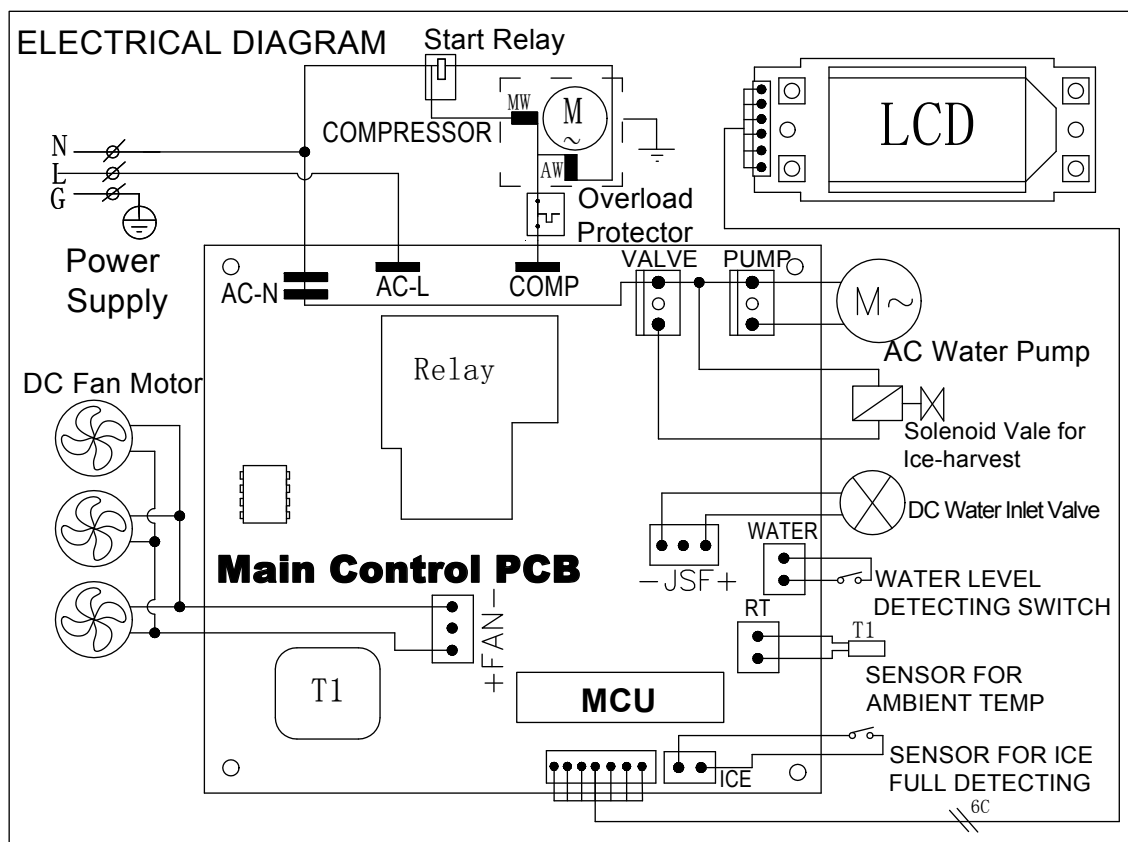 ELECTRICAL DIAGRAM
Start Relay
MW
M
~
COMPRESSOR
AW
LCD
N
L
G
Overload
Protector
Power
Supply
AC-N
AC-L
COMP
VALVE
PUMP
M~
AC Water Pump
Relay
DC Fan Motor
Solenoid Vale for
Ice-harvest
DC Water Inlet Valve
WATER
-JSF+
Main Control PCB
WATER LEVEL
DETECTING SWITCH
RT
T1
+FAN-
SENSOR FOR
AMBIENT TEMP
T1
MCU
SENSOR FOR ICE
FULL DETECTING
ICE
6C